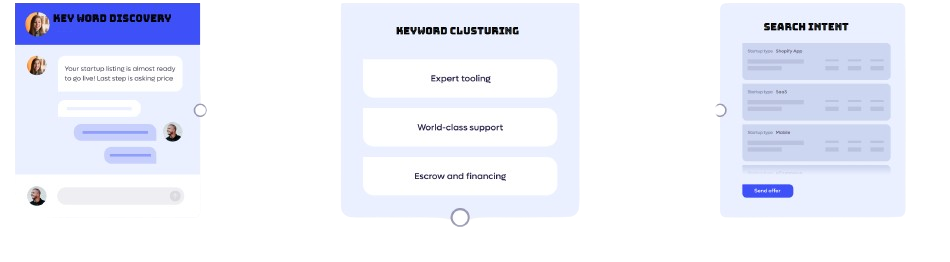 KEY WORD DISCOVERY
Your startup listing is almost ready
to go live! Last step is asking price
KEYWORD CLUSTURING
Expert tooling
World-class support
Escrow and financing
SEARCH INTENT
Startup type Shopify App
Startup type SaaS
Startup type Mobile
Send offer